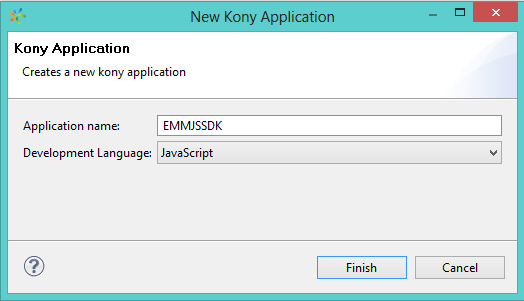 New Kony Application
Kony Application
Creates a new kony application
Application name: EMMJSSDK
Development Language: JavaScript
?
Finish Cancel